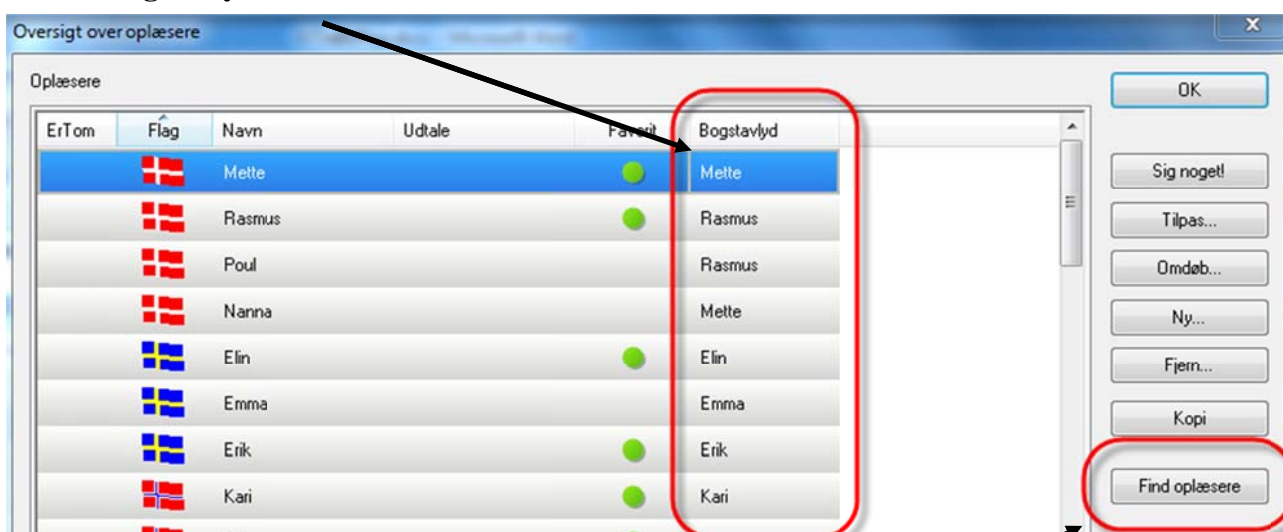 Oversigt over oplæsere
Oplæsere
OK
ErTom Flag Navn Udtale Favorit Bogstavlyd
Mette Mette
Sig noget!
Rasmus Rasmus
Tilpas...
Poul Rasmus
Omdøb...
Nanna Mette
Ny...
Elin Elin
Fjern...
Emma Emma
Kopi
Erik Erik
Find oplæsere
Kari Kari